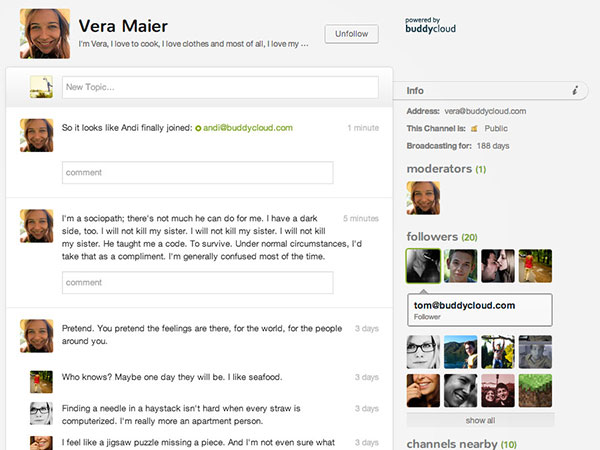 Vera Maier
I'm Vera, I love to cook, I love clothes and most of all, I love my ...
Unfollow
powered by
buddycloud
New Topic...
So it looks like Andi finally joined: andi@buddycloud.com
1 minute
comment
I'm a sociopath; there's not much he can do for me. I have a dark
5 minutes
side, too. I will not kill my sister. I will not kill my sister. I will not kill
my sister. He taught me a code. To survive. Under normal circumstances, I'd
take that as a compliment. I'm generally confused most of the time.
comment
Pretend. You pretend the feelings are there, for the world, for the people
3 days
around you.
Who knows? Maybe one day they will be. I like seafood.
3 days
Finding a needle in a haystack isn't hard when every straw is
3 days
computerized. I'm really more an apartment person.
I feel like a jigsaw puzzle missing a piece. And I'm not even sure what
3 days
Info
i
Address: vera@buddycloud.com
This Channel is: Public
Broadcasting for: 188 days
moderators (1)
followers (20)
tom@buddycloud.com
Follower
show all
channels nearby (10)